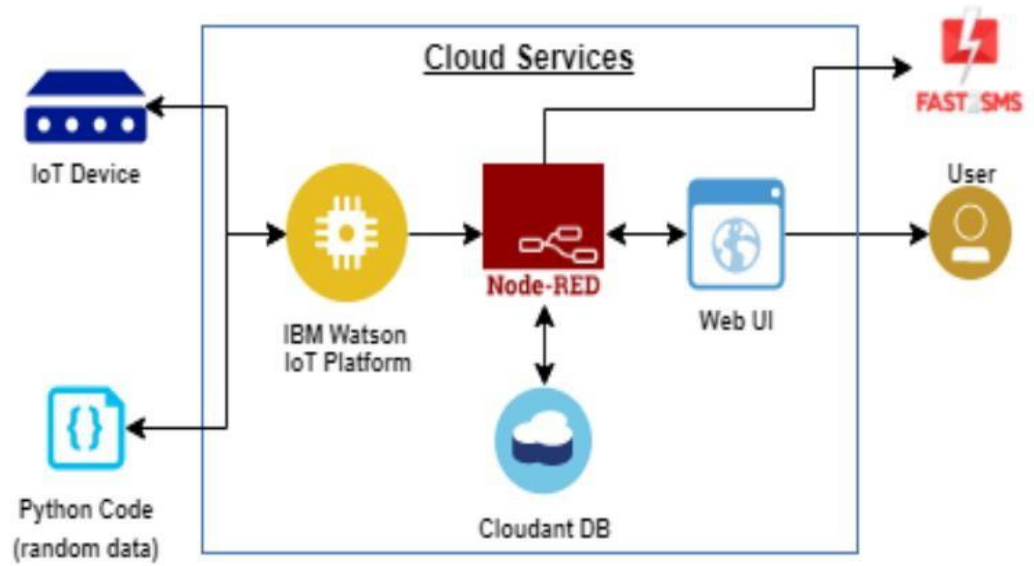 Cloud Services
FAST2SMS
IoT Device
User
Node-RED
IBM Watson
IoT Platform
Web UI
{}
Python Code
(random data)
Cloudant DB